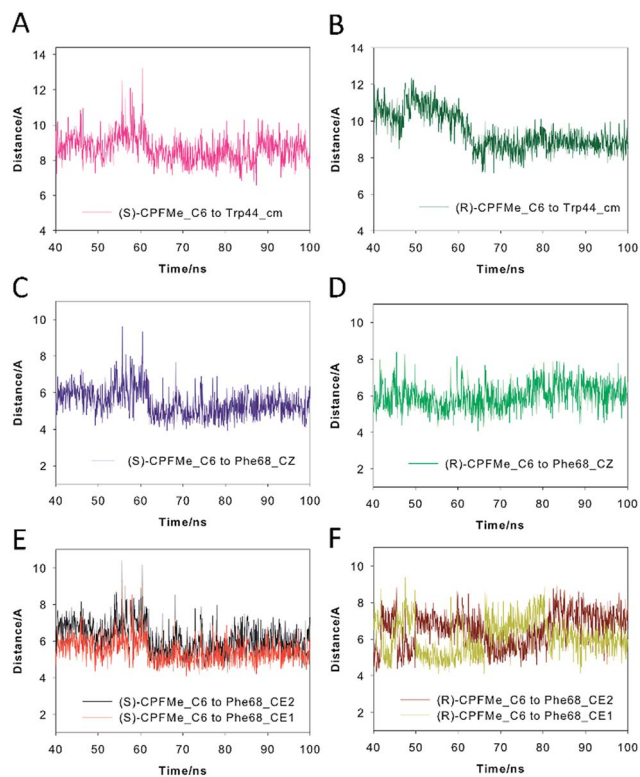 A
14
12
10
8
6
4
Distance/A
(S)-CPFMe_C6 to Trp44_cm
40 50 60 70 80 90 100
Time/ns
B
14
12
10
8
6
4
Distance/A
(R)-CPFMe_C6 to Trp44_cm
40 50 60 70 80 90 100
Time/ns
C
10
8
6
4
2
Distance/A
(S)-CPFMe_C6 to Phe68_CZ
40 50 60 70 80 90 100
Time/ns
D
10
8
6
4
2
Distance/A
(R)-CPFMe_C6 to Phe68_CZ
40 50 60 70 80 90 100
Time/ns
E
10
8
6
4
2
Distance/A
(S)-CPFMe_C6 to Phe68_CE2
(S)-CPFMe_C6 to Phe68_CE1
40 50 60 70 80 90 100
Time/ns
F
10
8
6
4
2
Distance/A
(R)-CPFMe_C6 to Phe68_CE2
(R)-CPFMe_C6 to Phe68_CE1
40 50 60 70 80 90 100
Time/ns